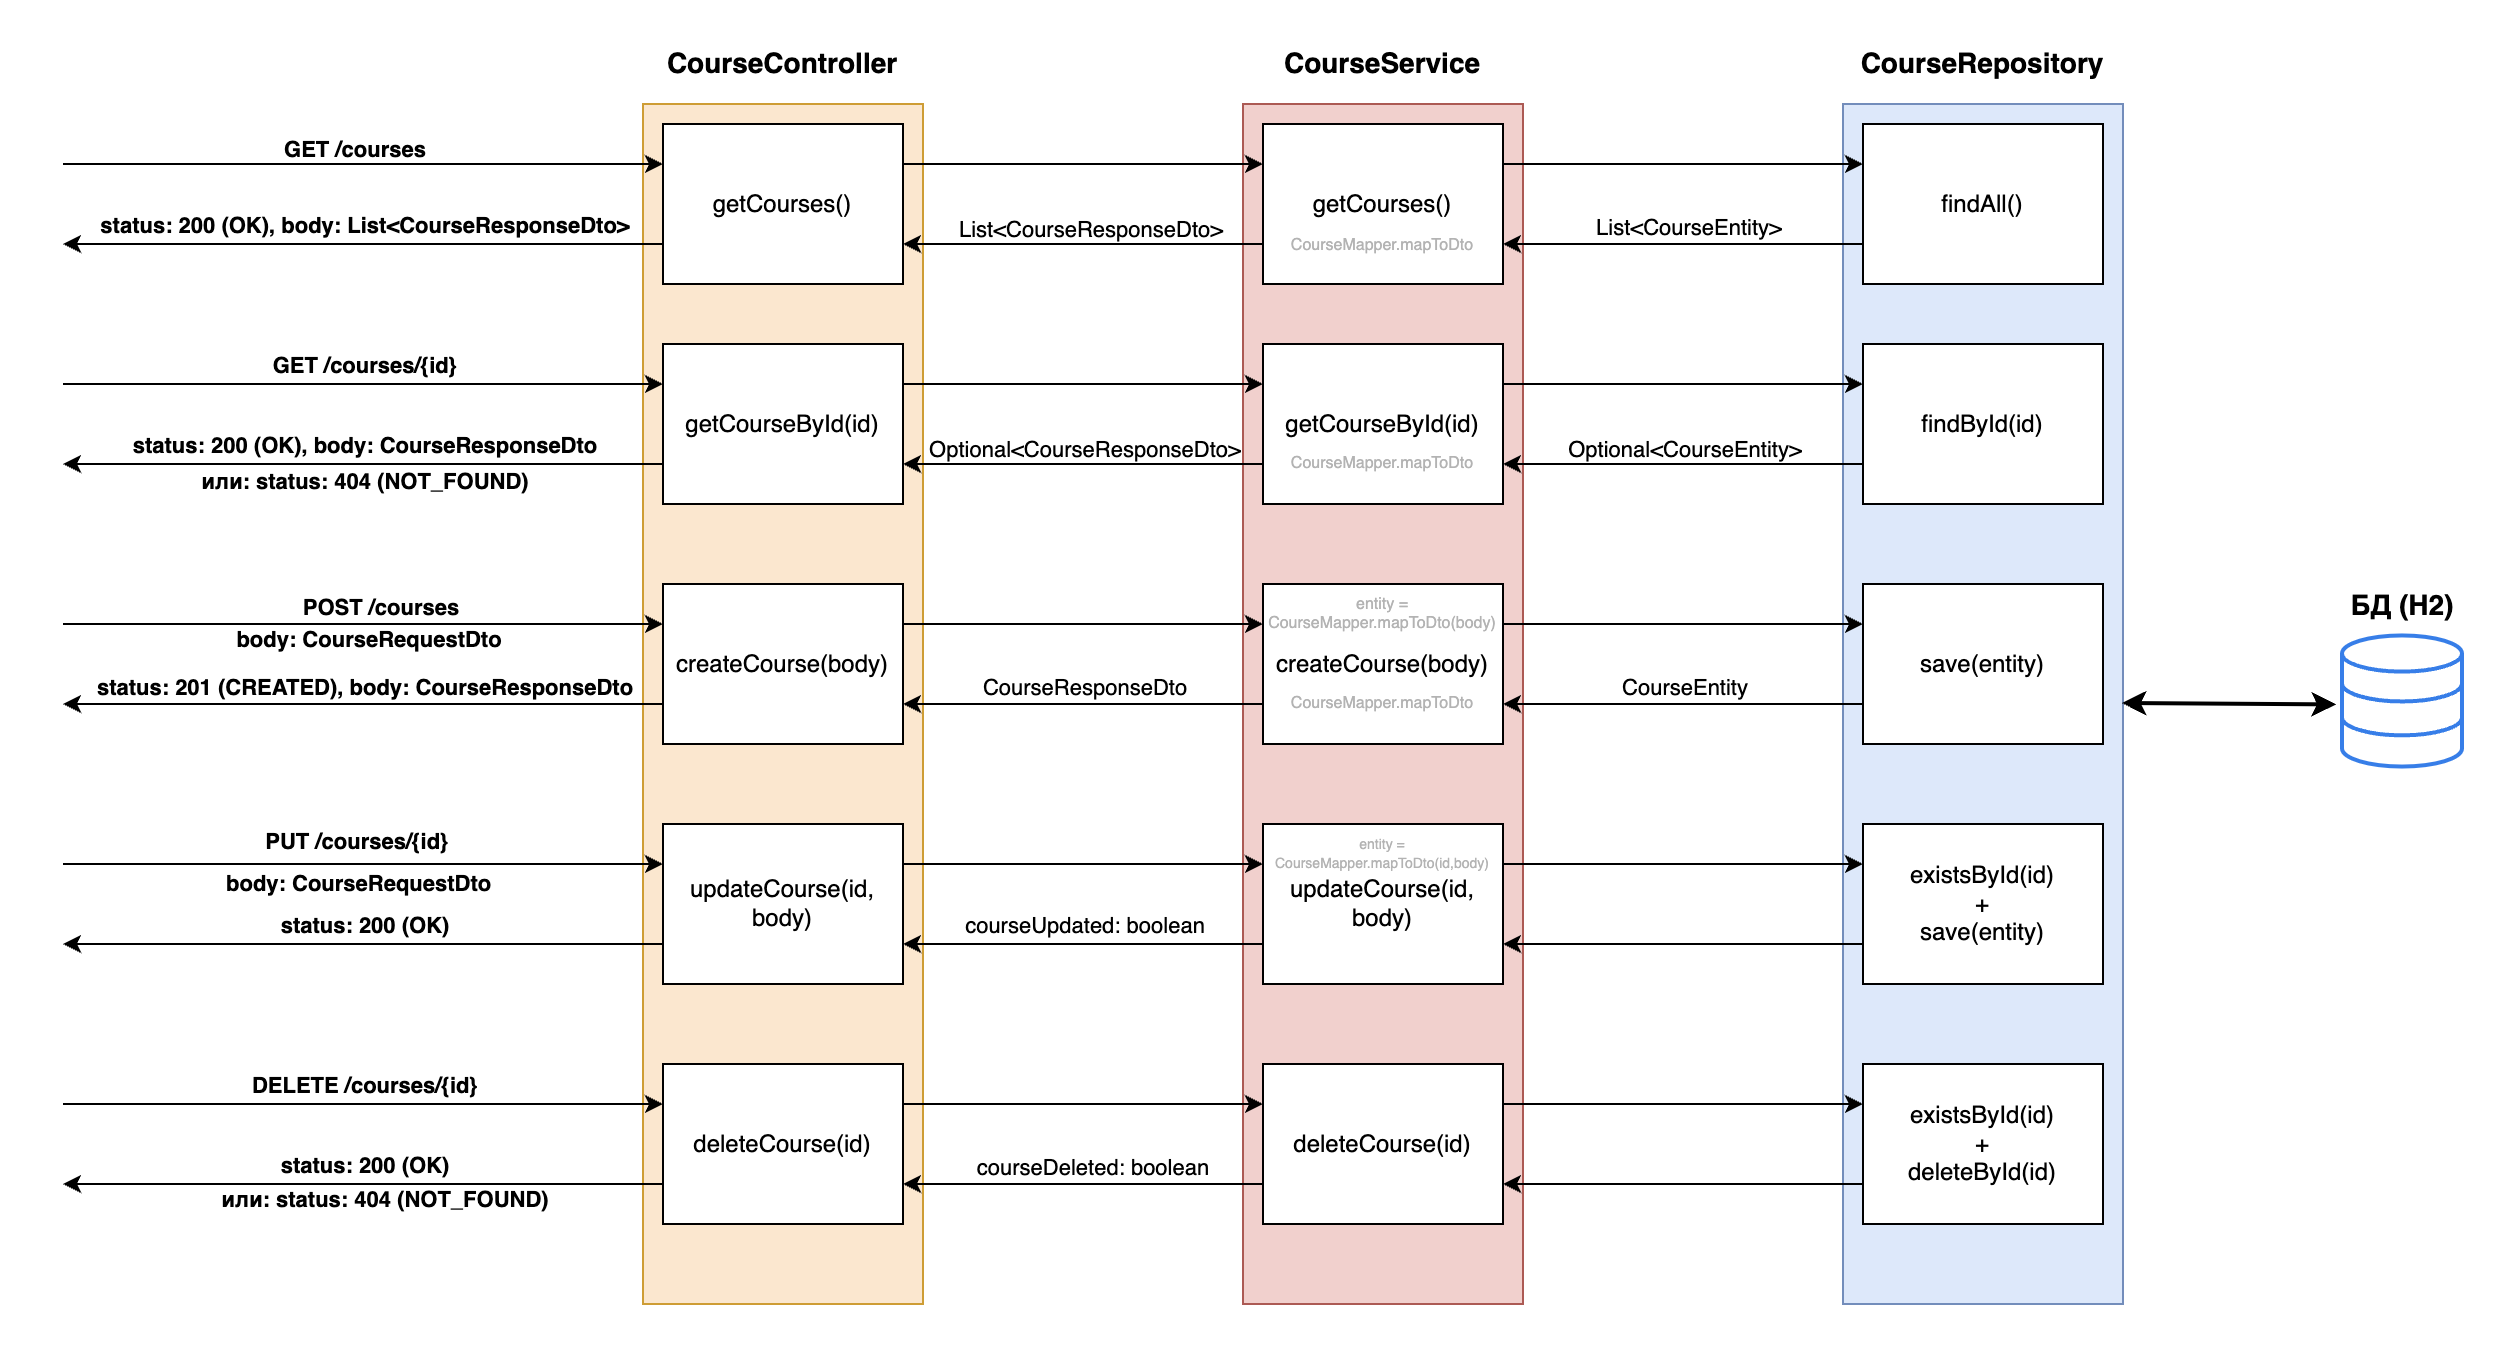 CourseController
CourseService
CourseRepository
GET /courses
status: 200 (OK), body: List<CourseResponseDto>
getCourses()
List<CourseResponseDto>
getCourses()
CourseMapper.mapToDto
List<CourseEntity>
findAll()
GET /courses/{id}
status: 200 (OK), body: CourseResponseDto
или: status: 404 (NOT_FOUND)
getCourseById(id)
Optional<CourseResponseDto>
getCourseById(id)
CourseMapper.mapToDto
Optional<CourseEntity>
findById(id)
POST /courses
body: CourseRequestDto
status: 201 (CREATED), body: CourseResponseDto
createCourse(body)
CourseResponseDto
entity =
CourseMapper.mapToDto(body)
createCourse(body)
CourseMapper.mapToDto
CourseEntity
save(entity)
БД (H2)
PUT /courses/{id}
body: CourseRequestDto
status: 200 (OK)
updateCourse(id,
body)
courseUpdated: boolean
entity =
CourseMapper.mapToDto(id,body)
updateCourse(id,
body)
existsById(id)
+
save(entity)
DELETE /courses/{id}
status: 200 (OK)
или: status: 404 (NOT_FOUND)
deleteCourse(id)
courseDeleted: boolean
deleteCourse(id)
existsById(id)
+
deleteById(id)